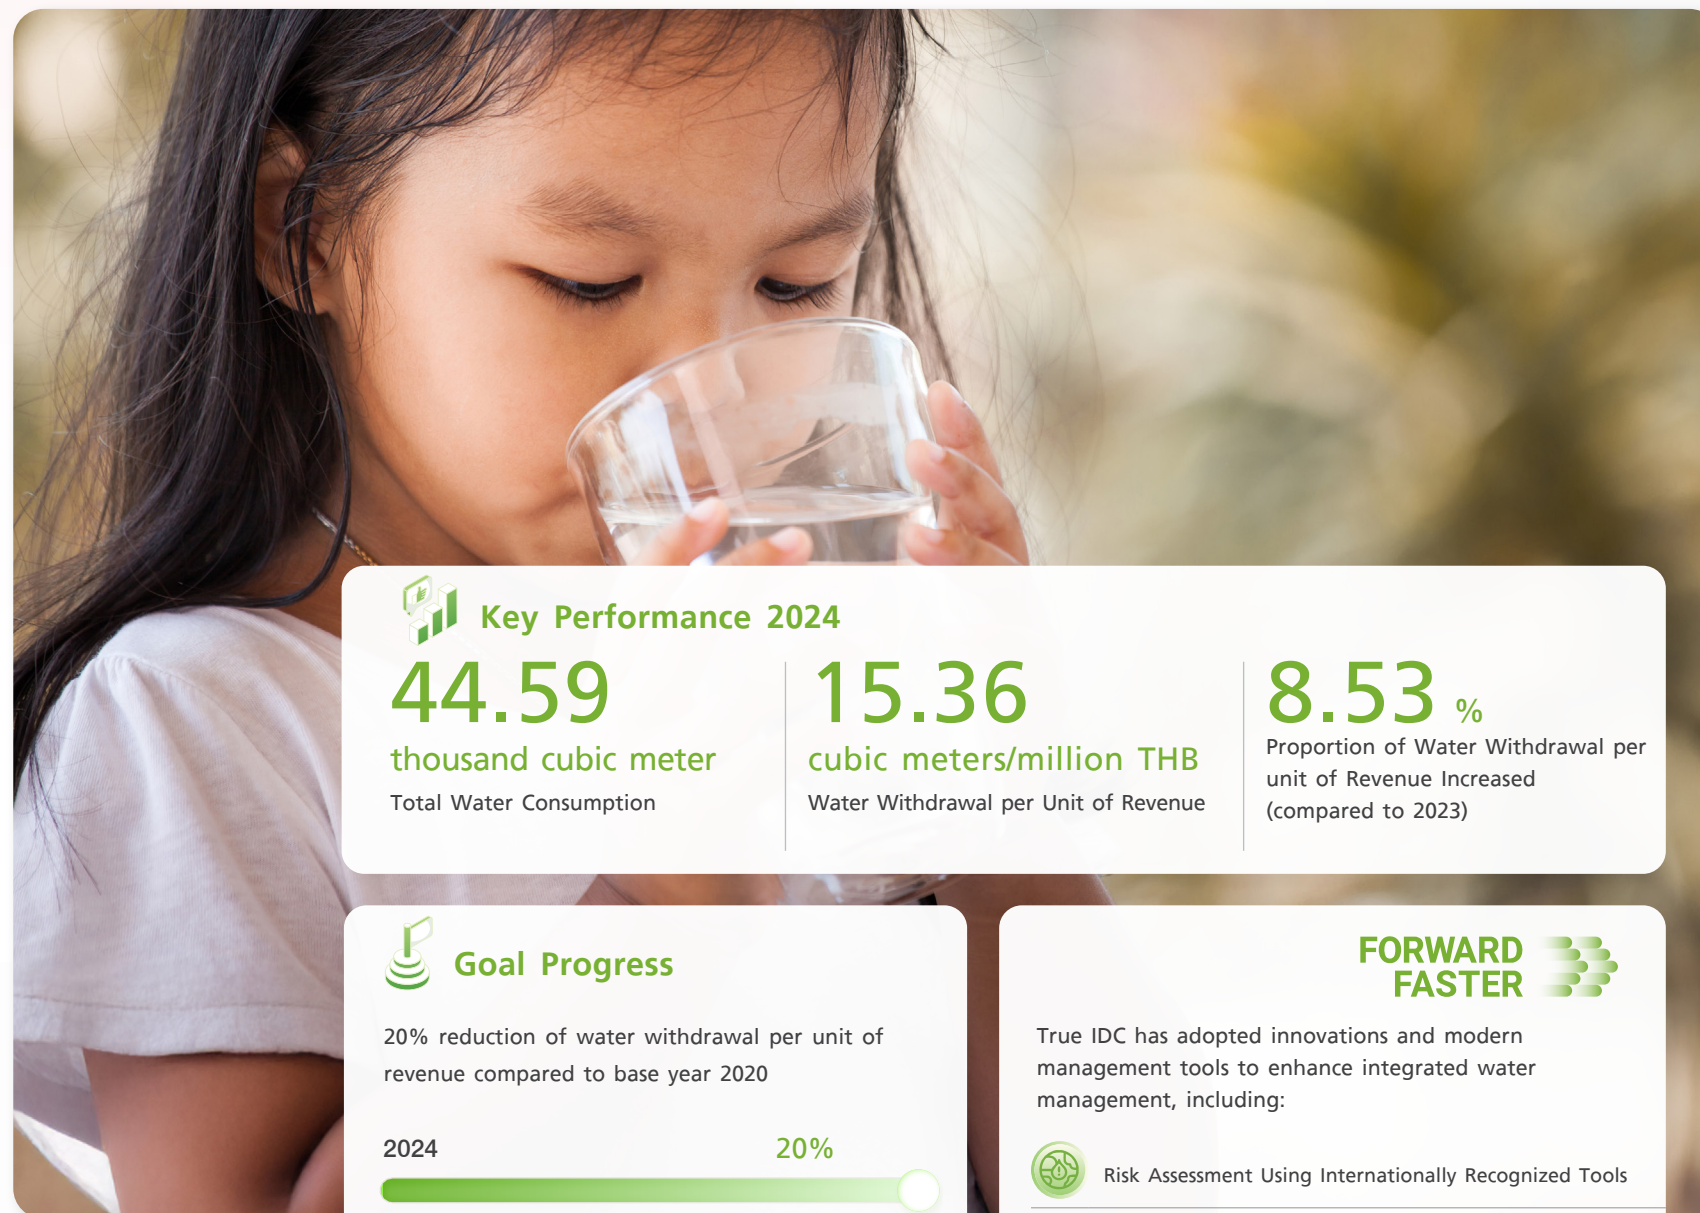 Key Performance 2024
44.59
thousand cubic meter
Total Water Consumption
15.36
cubic meters/million THB
Water Withdrawal per Unit of Revenue
8.53 %
Proportion of Water Withdrawal per
unit of Revenue Increased
(compared to 2023)
Goal Progress
20% reduction of water withdrawal per unit of
revenue compared to base year 2020
2024
20%
FORWARD
FASTER
True IDC has adopted innovations and modern
management tools to enhance integrated water
management, including:
Risk Assessment Using Internationally Recognized Tools